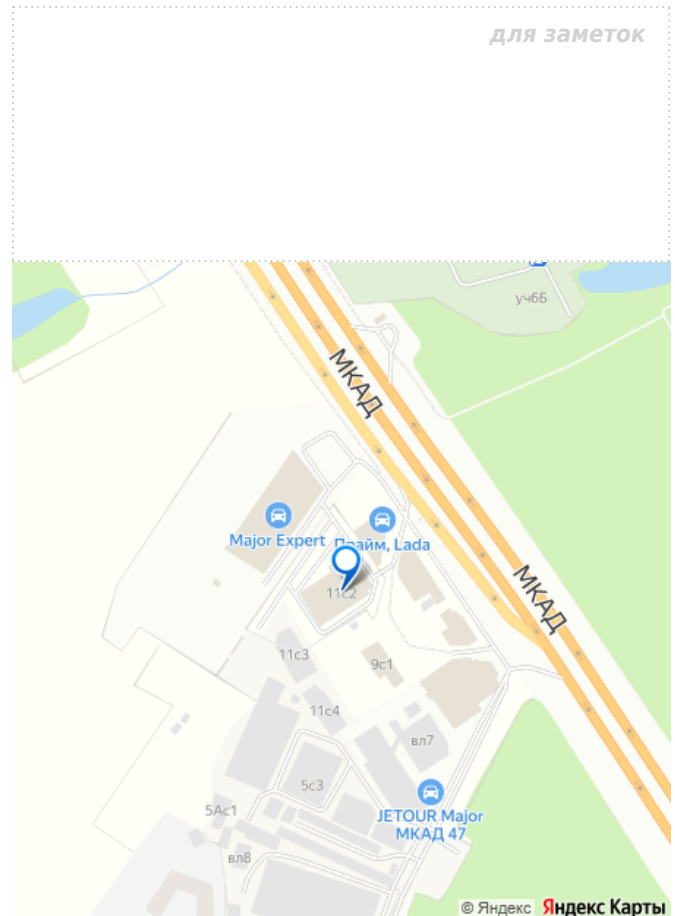 для заметок
уч6Б
МКАД
Major Expert
Прайм, Lada
11с2
МКАД
11с3
9с1
11с4
вл7
5с3
JETOUR Major
МКАД 47
5Ас1
вл8
© Яндекс Яндекс Карты